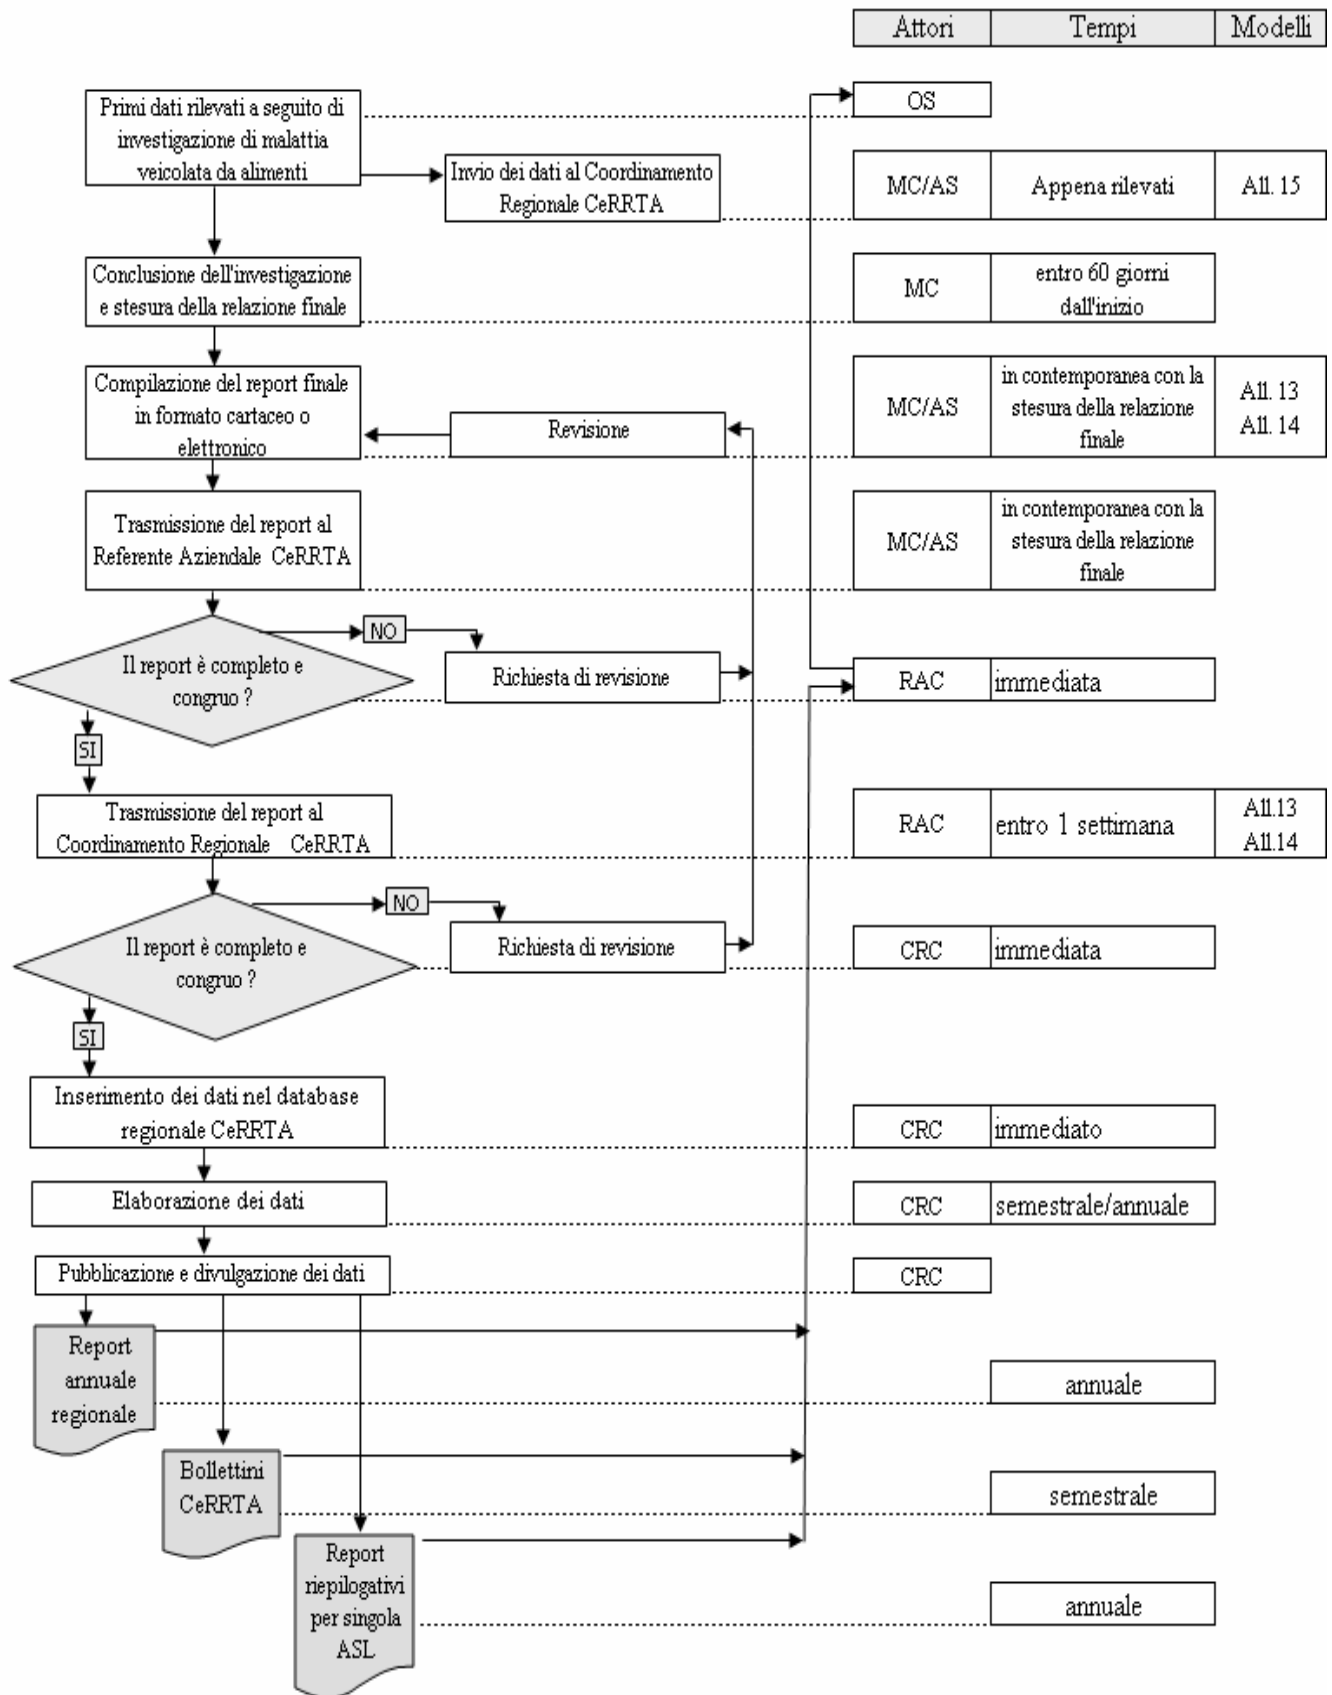 Attori Tempi Modelli
Primi dati rilevati a seguito di
investigazione di malattia
veicolata da alimenti
OS
Invio dei dati al Coordinamento
Regionale CeRRTA
MC/AS Appena rilevati All. 15
Conclusione dell'investigazione
e stesura della relazione finale
MC
entro 60 giorni
dall'inizio
Compilazione del report finale
in formato cartaceo o
elettronico
Revisione
MC/AS
in contemporanea con la
stesura della relazione
finale
All. 13
All. 14
Trasmissione del report al
Referente Aziendale CeRRTA
MC/AS
in contemporanea con la
stesura della relazione
finale
Il report è completo e
congruo ?
NO
Richiesta di revisione
RAC immediata
SI
Trasmissione del report al
Coordinamento Regionale CeRRTA
RAC entro 1 settimana
All.13
All.14
Il report è completo e
congruo ?
NO
Richiesta di revisione
CRC immediata
SI
Inserimento dei dati nel database
regionale CeRRTA
CRC immediato
Elaborazione dei dati
CRC semestrale/annuale
Pubblicazione e divulgazione dei dati
CRC
Report
annuale
regionale
annuale
Bollettini
CeRRTA
semestrale
Report
riepilogativi
per singola
ASL
annuale